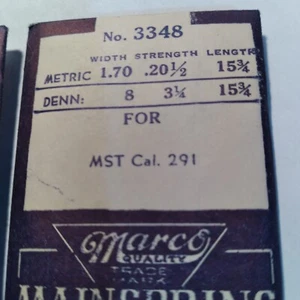 No. 3348
WIDTH STRENGTH LENGTH
METRIC 1.70 .20½ 15¾
DENN: 8 3¼ 15¾
FOR
MST Cal. 291
Marco
QUALITY
TRADE
MARK
MAINSPRING